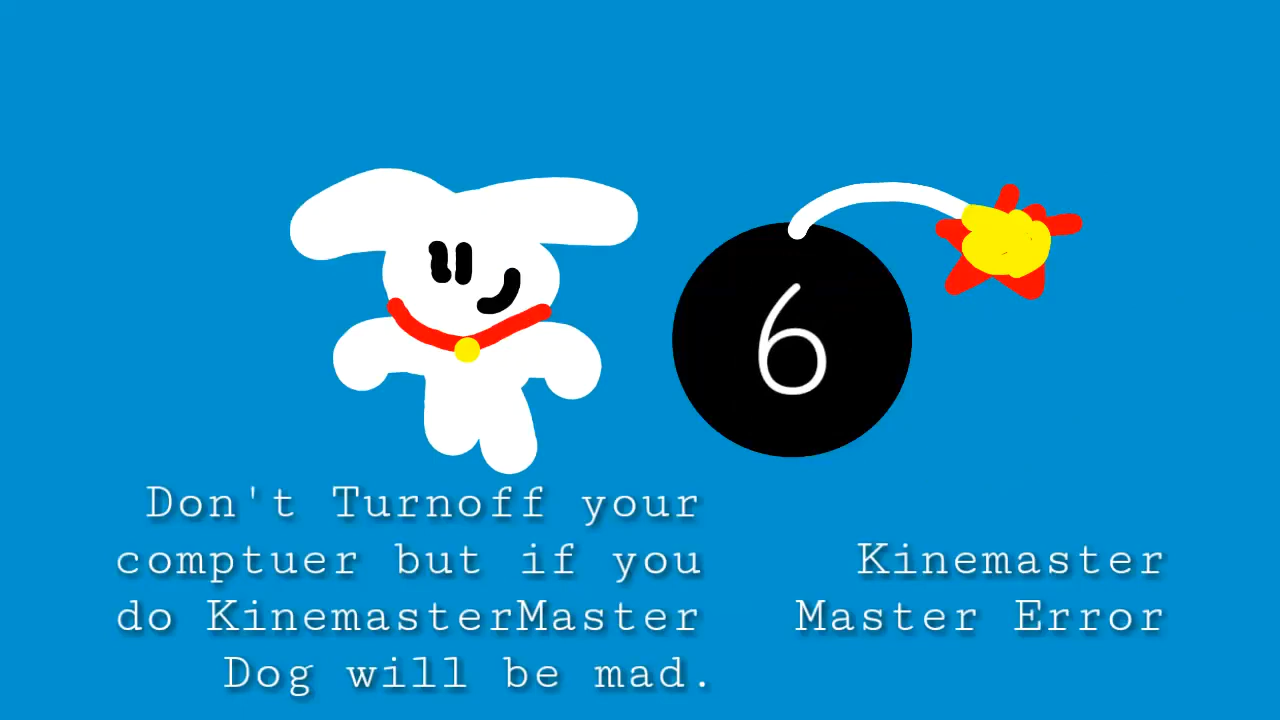 6
Don't Turnoff your
comptuer but if you
do KinemasterMaster
Dog will be mad.
Kinemaster
Master Error